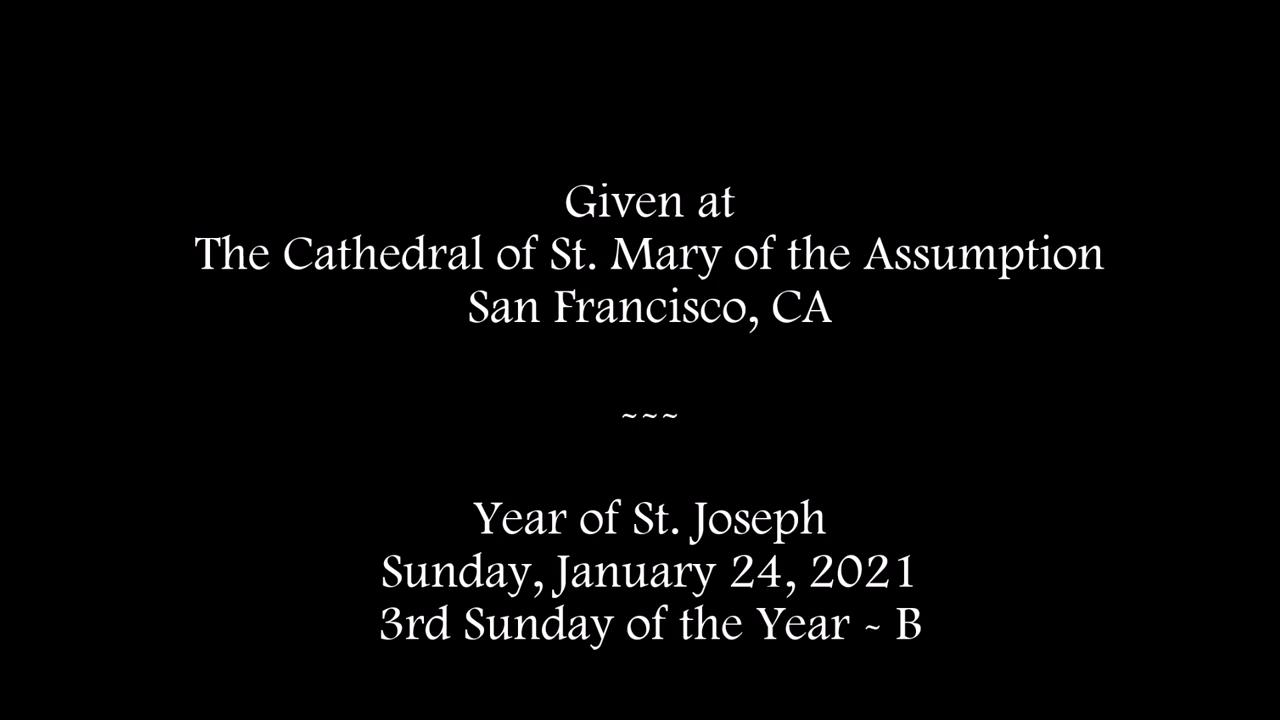 Given at
The Cathedral of St. Mary of the Assumption
San Francisco, CA
~~~
Year of St. Joseph
Sunday, January 24, 2021
3rd Sunday of the Year ~ B